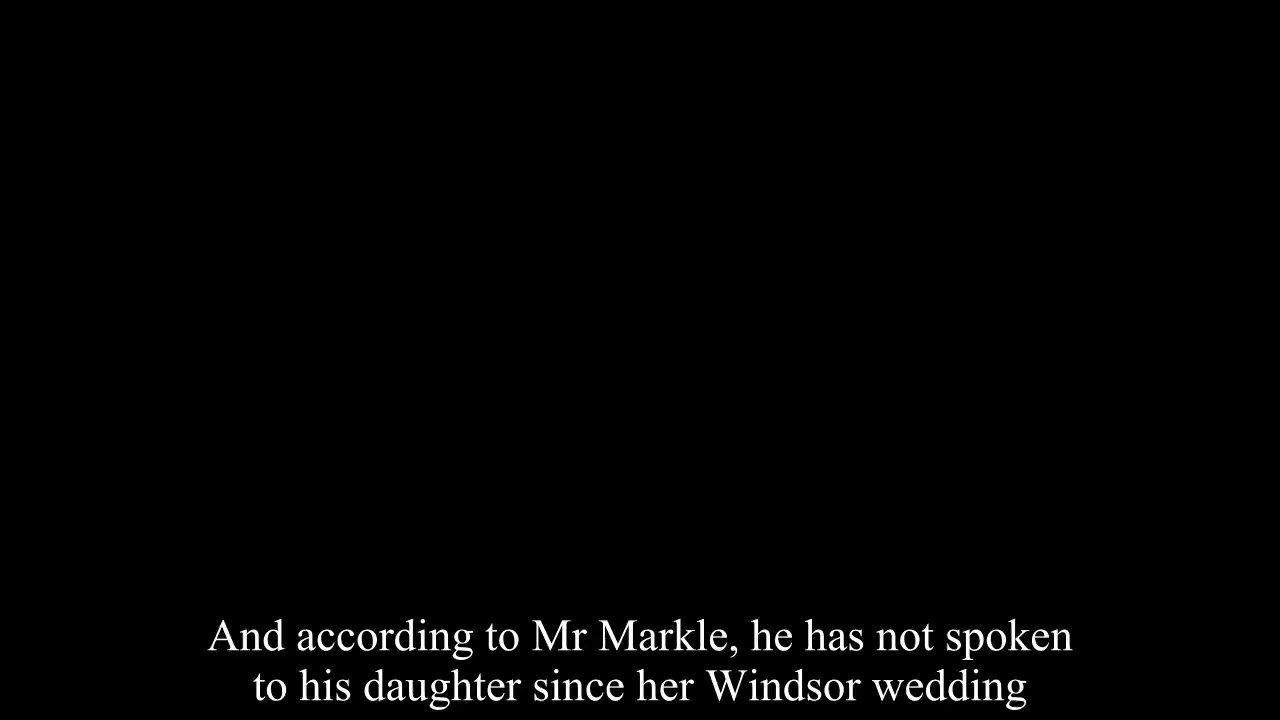 And according to Mr Markle, he has not spoken
to his daughter since her Windsor wedding